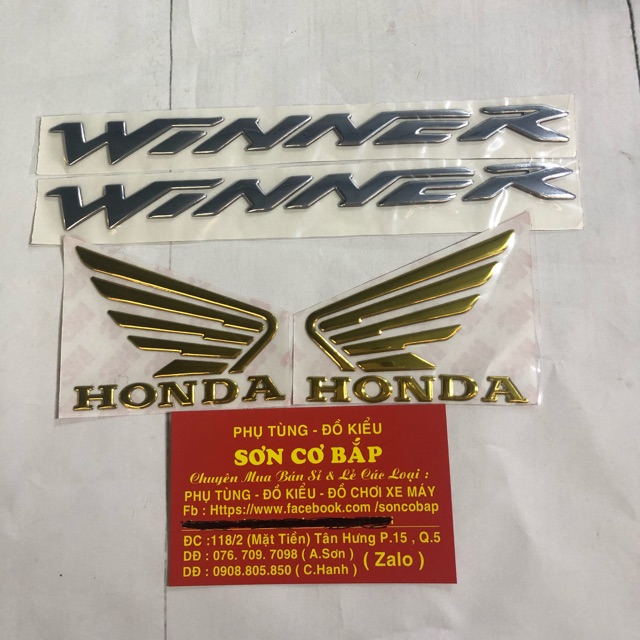 WINNER
WINNER
HONDA HONDA
PHỤ TÙNG - ĐỒ KIỂU
SƠN CƠ BẮP
Chuyên Mua Bán Sỉ & Lẻ Các Loại :
PHỤ TÙNG - ĐỒ KIỂU - ĐỒ CHƠI XE MÁY
Fb : Https://www.facebook.com /soncobap
ĐC :118/2 (Mặt Tiền) Tân Hưng P.15 , Q.5
DĐ : 076. 709. 7098 ( A.Sơn ) ( Zalo )
DĐ : 0908.805.850 ( C.Hanh )